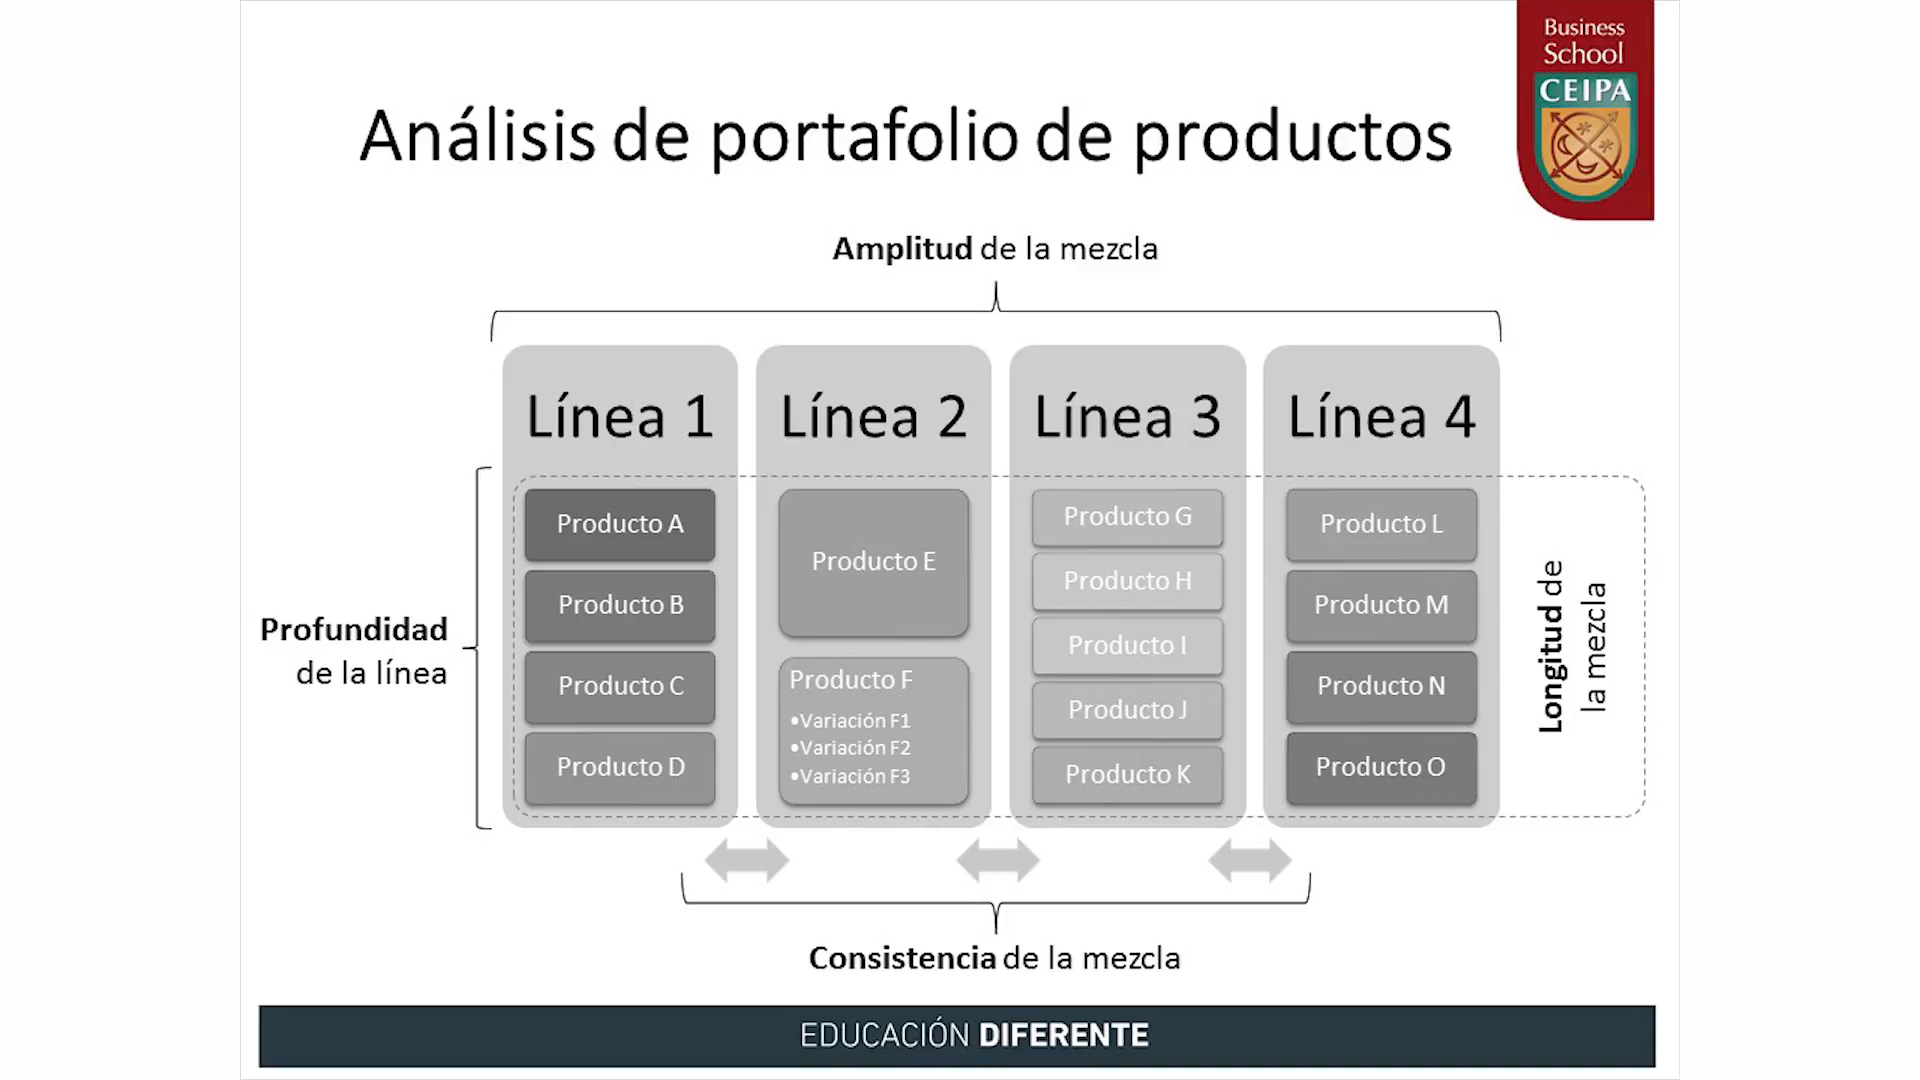 Business
School
CEIPA
Análisis de portafolio de productos
Amplitud de la mezcla
Línea 1
Línea 2
Línea 3
Línea 4
Profundidad
de la línea
Producto A
Producto B
Producto C
Producto D
Producto E
Producto F
•Variación F1
•Variación F2
•Variación F3
Producto G
Producto H
Producto I
Producto J
Producto K
Producto L
Producto M
Producto N
Producto O
Longitud de
la mezcla
Consistencia de la mezcla
EDUCACIÓN DIFERENTE